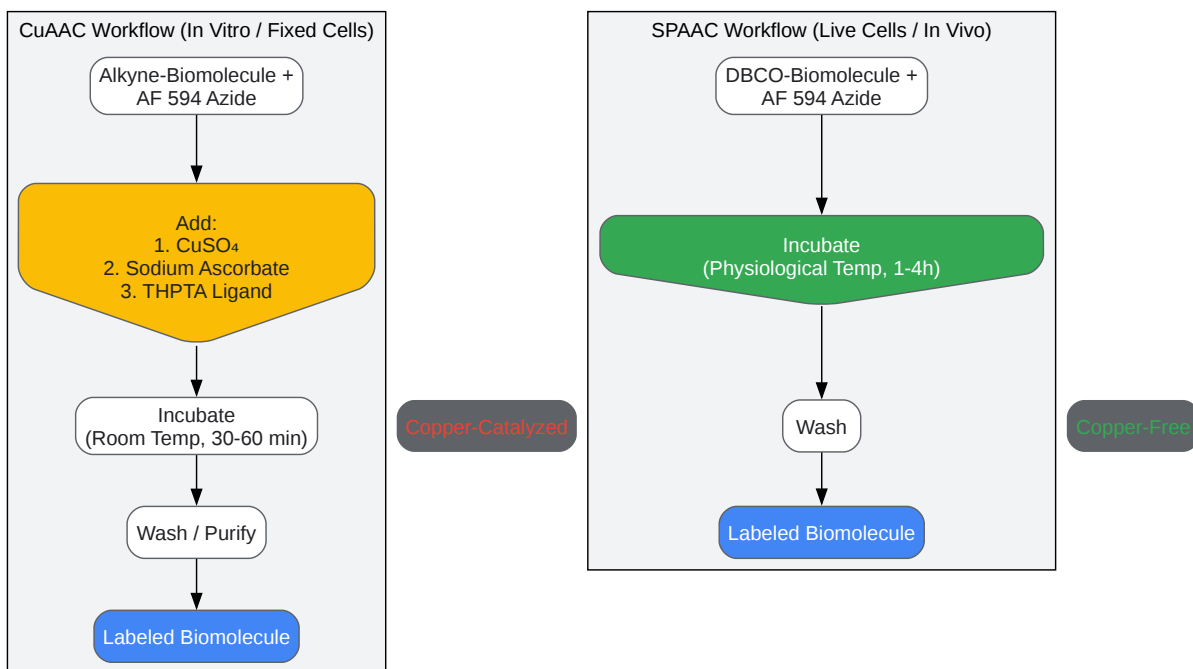 CuAAC Workflow (In Vitro / Fixed Cells)
Alkyne-Biomolecule +
AF 594 Azide
Add:
1. CuSO₄
2. Sodium Ascorbate
3. THPTA Ligand
Incubate
(Room Temp, 30-60 min)
Wash / Purify
Labeled Biomolecule
Copper-Catalyzed
SPAAC Workflow (Live Cells / In Vivo)
DBCO-Biomolecule +
AF 594 Azide
Incubate
(Physiological Temp, 1-4h)
Wash
Labeled Biomolecule
Copper-Free